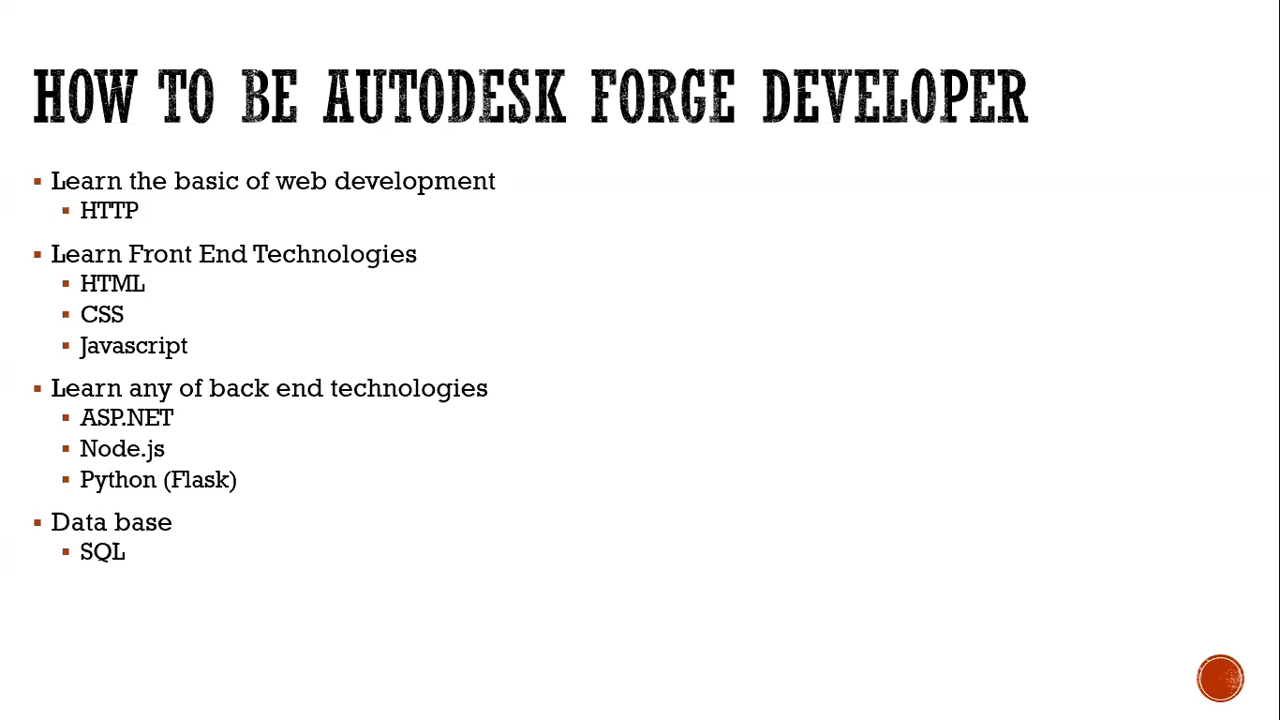 HOW TO BE AUTODESK FORGE DEVELOPER
Learn the basic of web development
HTTP
Learn Front End Technologies
HTML
CSS
Javascript
Learn any of back end technologies
ASP.NET
Node.js
Python (Flask)
Data base
SQL